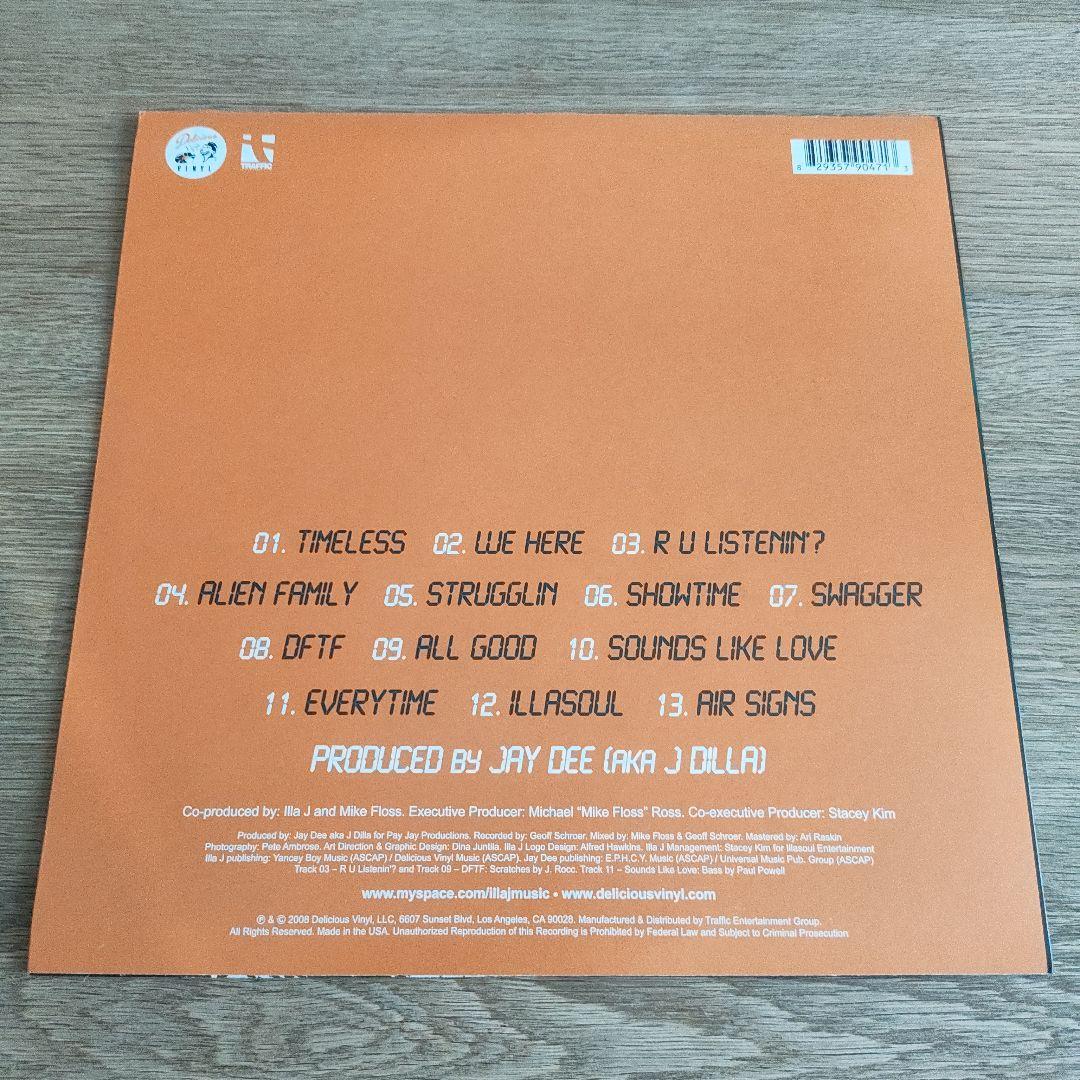 Delicious
VINYL
TRAFFIC
8 29357 90471 3
01. TIMELESS 02. WE HERE 03. R U LISTENIN'?
04. ALIEN FAMILY 05. STRUGGLIN 06. SHOWTIME 07. SWAGGER
08. DFTF 09. ALL GOOD 10. SOUNDS LIKE LOVE
11. EVERYTIME 12. ILLASOUL 13. AIR SIGNS
PRODUCED BY JAY DEE (AKA J DILLA)
Co-produced by: Illa J and Mike Floss. Executive Producer: Michael “Mike Floss” Ross. Co-executive Producer: Stacey Kim
Produced by: Jay Dee aka J Dilla for Pay Jay Productions. Recorded by: Geoff Schroer. Mixed by: Mike Floss & Geoff Schroer. Mastered by: Ari Raskin
Photography: Pete Ambrose. Art Direction & Graphic Design: Dina Juntila. Illa J Logo Design: Alfred Hawkins. Illa J Management: Stacey Kim for Illasoul Entertainment
Illa J publishing: Yancey Boy Music (ASCAP) / Delicious Vinyl Music (ASCAP). Jay Dee publishing: E.P.H.C.Y. Music (ASCAP) / Universal Music Pub. Group (ASCAP)
Track 03 – R U Listenin'? and Track 09 – DFTF: Scratches by J. Rocc. Track 11 – Sounds Like Love: Bass by Paul Powell
www.myspace.com/illajmusic • www.deliciousvinyl.com
℗ & © 2008 Delicious Vinyl, LLC, 6607 Sunset Blvd, Los Angeles, CA 90028. Manufactured & Distributed by Traffic Entertainment Group.
All Rights Reserved. Made in the USA. Unauthorized Reproduction of this Recording is Prohibited by Federal Law and Subject to Criminal Prosecution